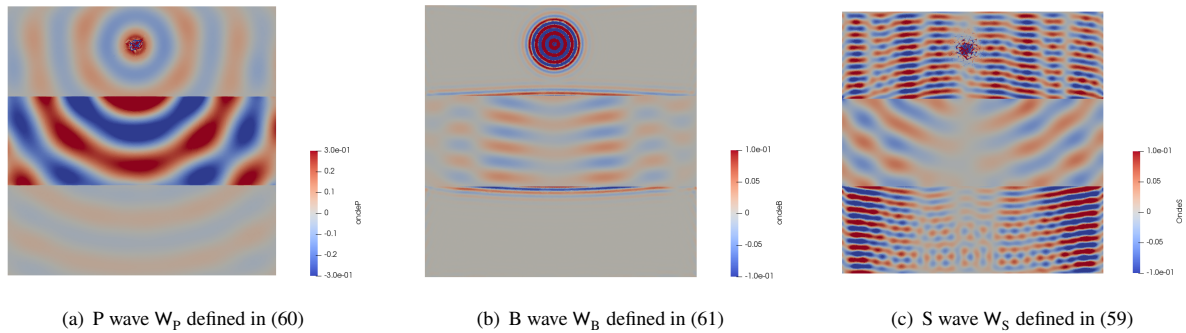 3.0e-01
0.2
0.1
0
-0.1
-0.2
-3.0e-01
ondeP
1.0e-01
0.05
0
-0.05
-1.0e-01
ondeB
1.0e-01
0.05
0
-0.05
-1.0e-01
OndeS
(a) P wave W_P defined in (60)
(b) B wave W_B defined in (61)
(c) S wave W_S defined in (59)